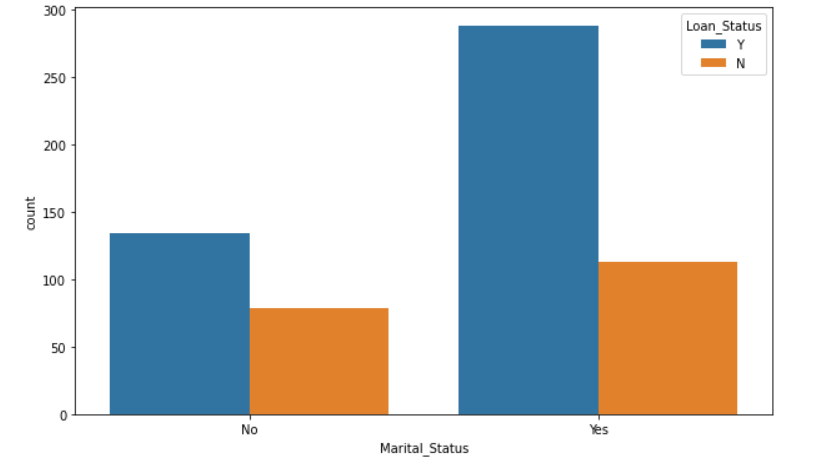 300
250
200
150
100
50
0
count
No
Yes
Marital_Status
Loan_Status
Y
N